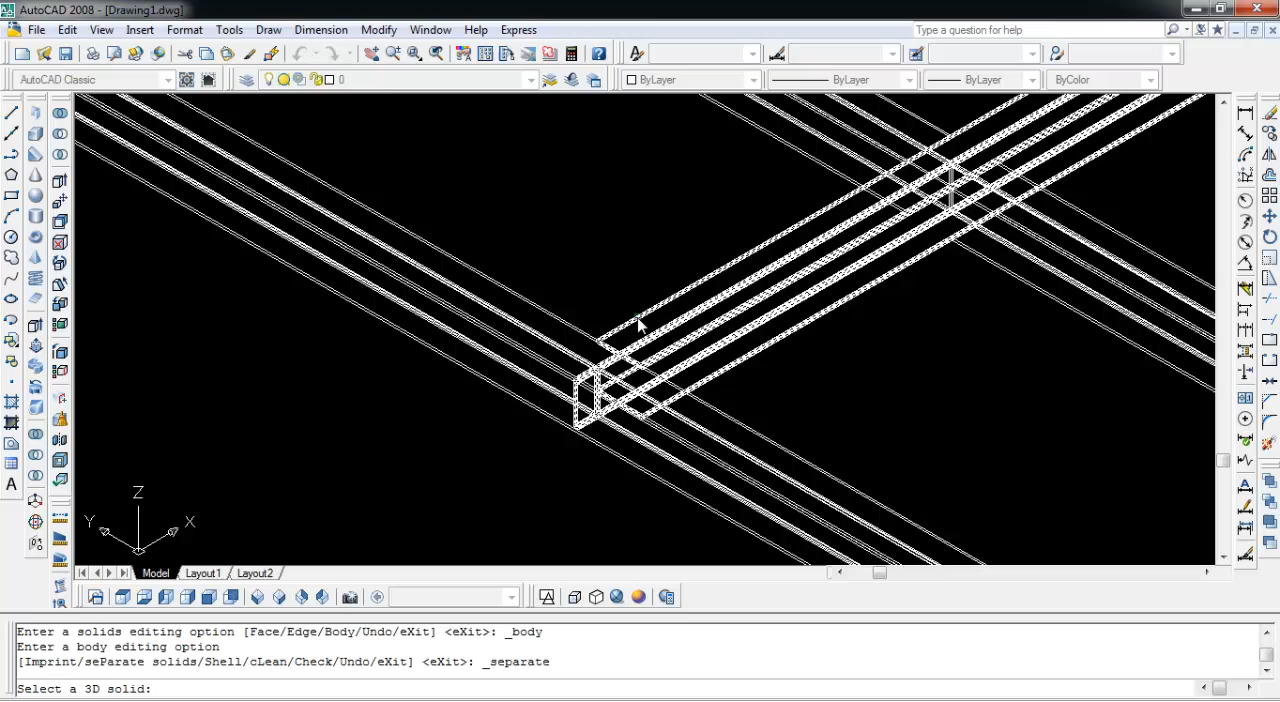 AutoCAD 2008 - [Drawing1.dwg]
File Edit View Insert Format Tools Draw Dimension Modify Window Help Express
Type a question for help
AutoCAD Classic
0
ByLayer
ByLayer
ByLayer
ByColor
A
Z
Y
X
Model Layout1 Layout2
Enter a solids editing option [Face/Edge/Body/Undo/eXit] <eXit>: _body
Enter a body editing option
[Imprint/seParate solids/Shell/cLean/Check/Undo/eXit] <eXit>: _separate
Select a 3D solid: